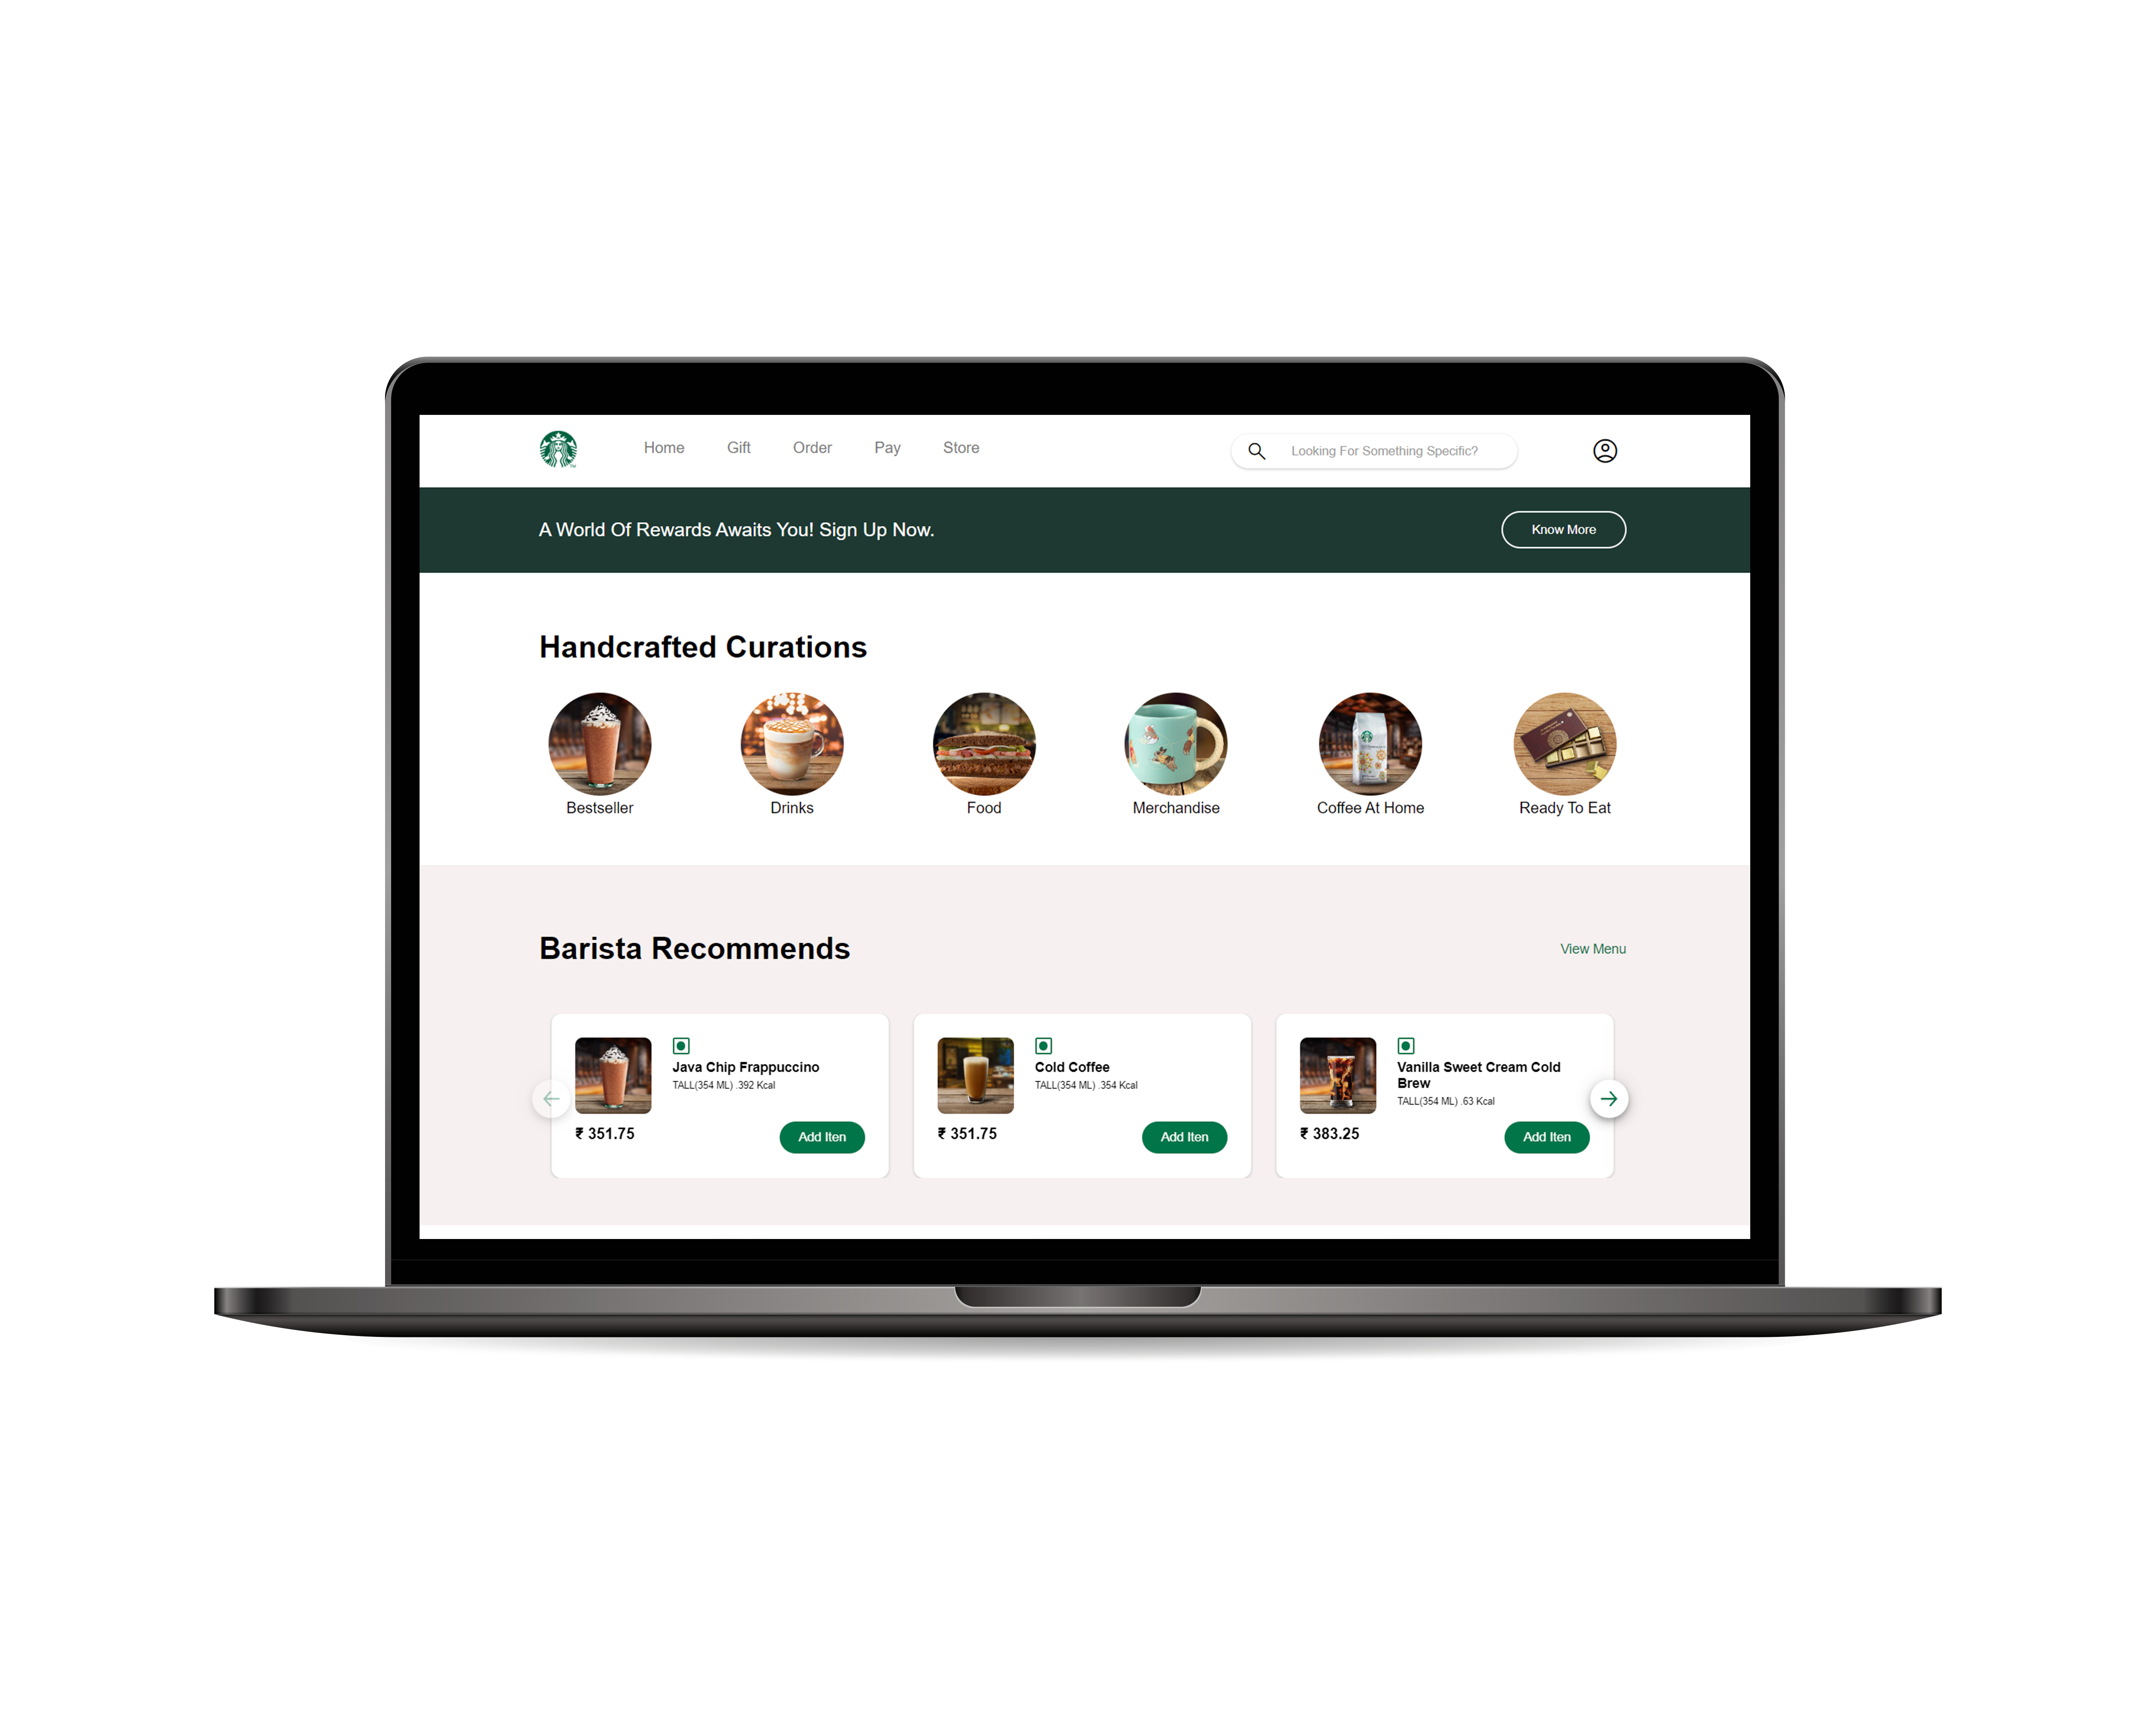 Home Gift Order Pay Store Looking For Something Specific?
A World Of Rewards Awaits You! Sign Up Now. Know More
Handcrafted Curations
Bestseller Drinks Food Merchandise Coffee At Home Ready To Eat
Barista Recommends View Menu
Java Chip Frappuccino
TALL(354 ML) .392 Kcal
₹ 351.75 Add Iten
Cold Coffee
TALL(354 ML) .354 Kcal
₹ 351.75 Add Iten
Vanilla Sweet Cream Cold
Brew
TALL(354 ML) .63 Kcal
₹ 383.25 Add Iten